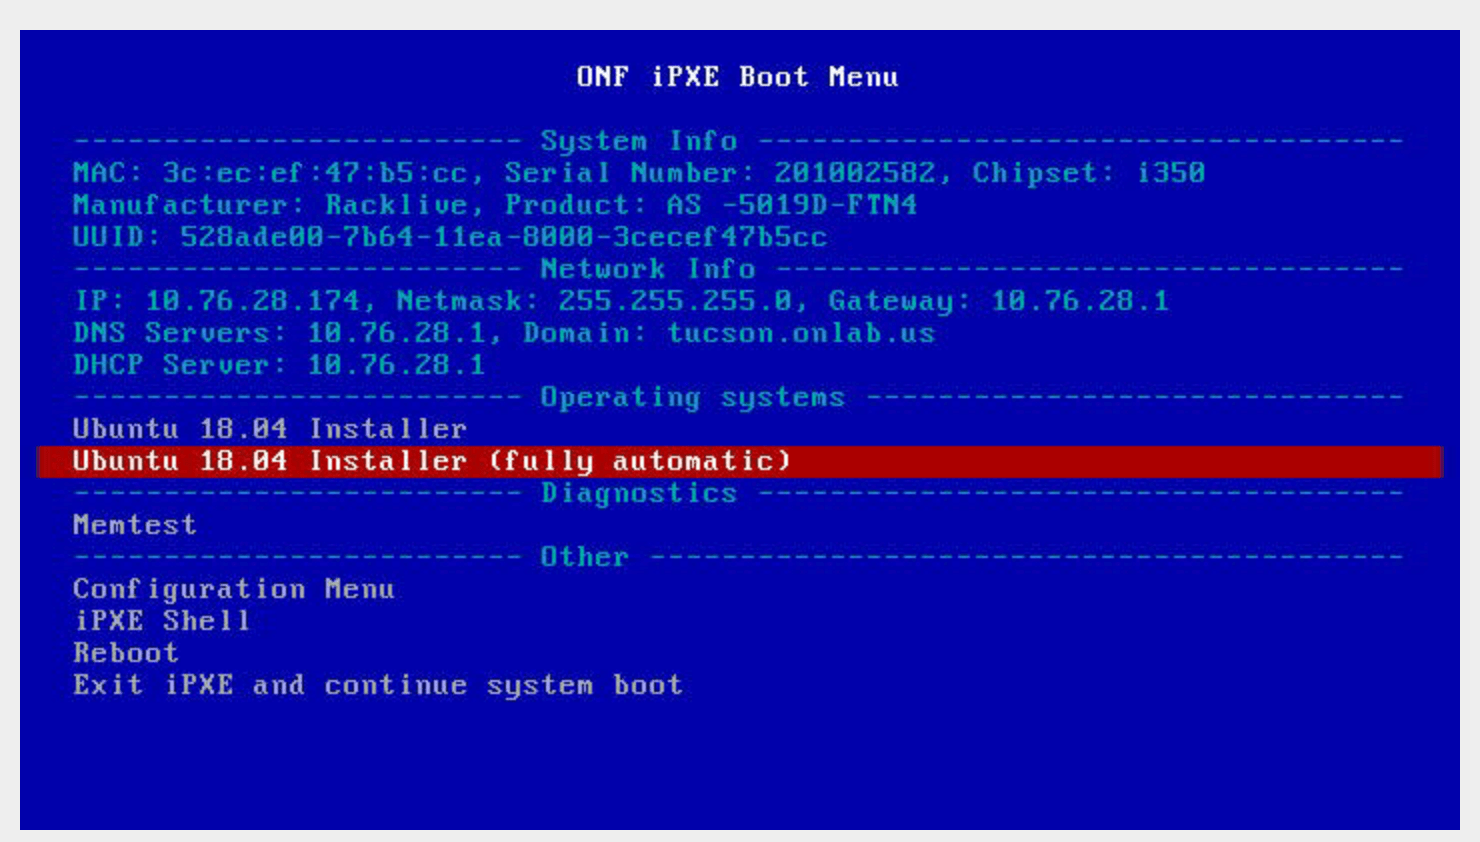 ONF iPXE Boot Menu
------------------------- System Info ------------------------------------
MAC: 3c:ec:ef:47:b5:cc, Serial Number: 201002582, Chipset: i350
Manufacturer: Racklive, Product: AS -5019D-FTN4
UUID: 528ade00-7b64-11ea-8000-3cecef47b5cc
------------------------- Network Info -----------------------------------
IP: 10.76.28.174, Netmask: 255.255.255.0, Gateway: 10.76.28.1
DNS Servers: 10.76.28.1, Domain: tucson.onlab.us
DHCP Server: 10.76.28.1
------------------------- Operating systems ------------------------------
Ubuntu 18.04 Installer
Ubuntu 18.04 Installer (fully automatic)
------------------------- Diagnostics ------------------------------------
Memtest
------------------------- Other ------------------------------------------
Configuration Menu
iPXE Shell
Reboot
Exit iPXE and continue system boot